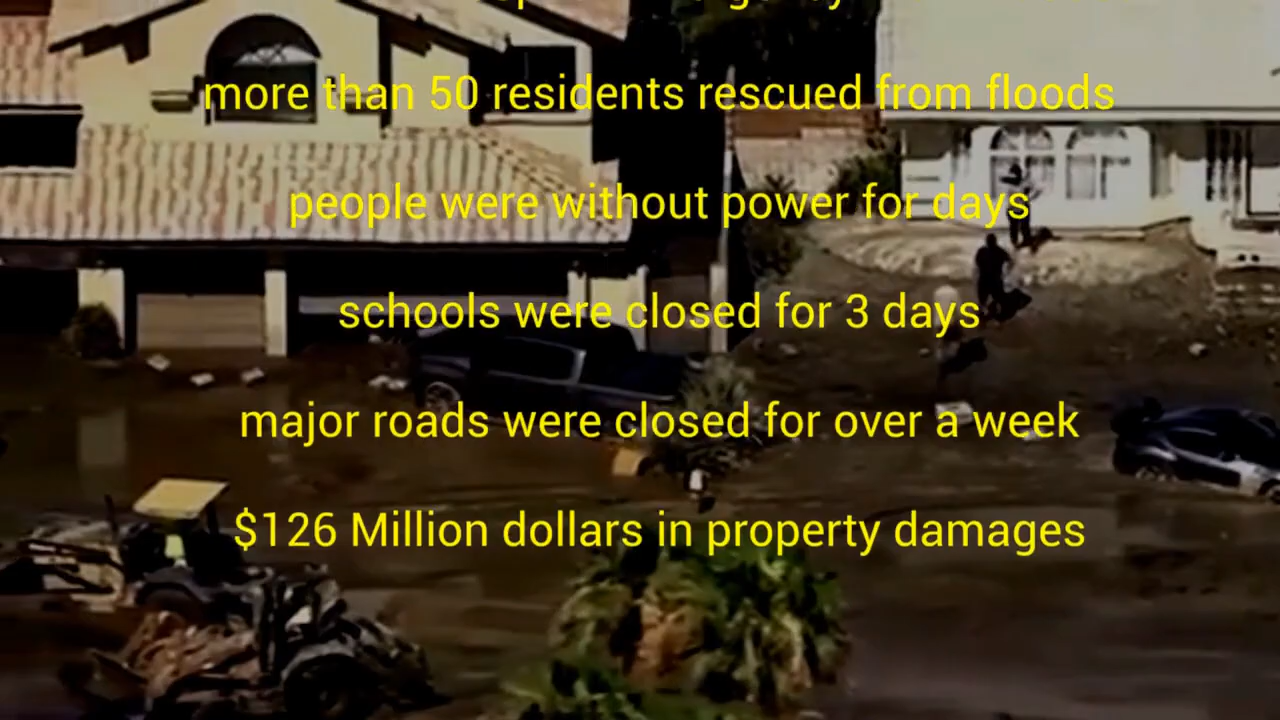 more than 50 residents rescued from floods
people were without power for days
schools were closed for 3 days
major roads were closed for over a week
$126 Million dollars in property damages